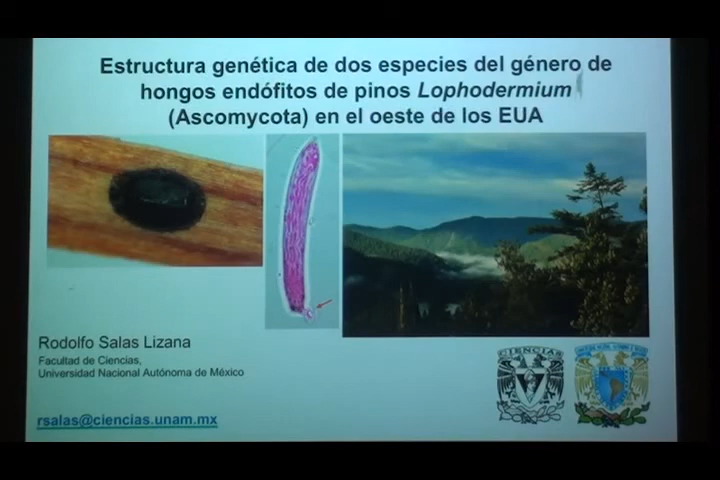 Estructura genética de dos especies del género de
hongos endófitos de pinos Lophodermium
(Ascomycota) en el oeste de los EUA
Rodolfo Salas Lizana
Facultad de Ciencias,
Universidad Nacional Autónoma de México
CIENCIAS
rsalas@ciencias.unam.mx